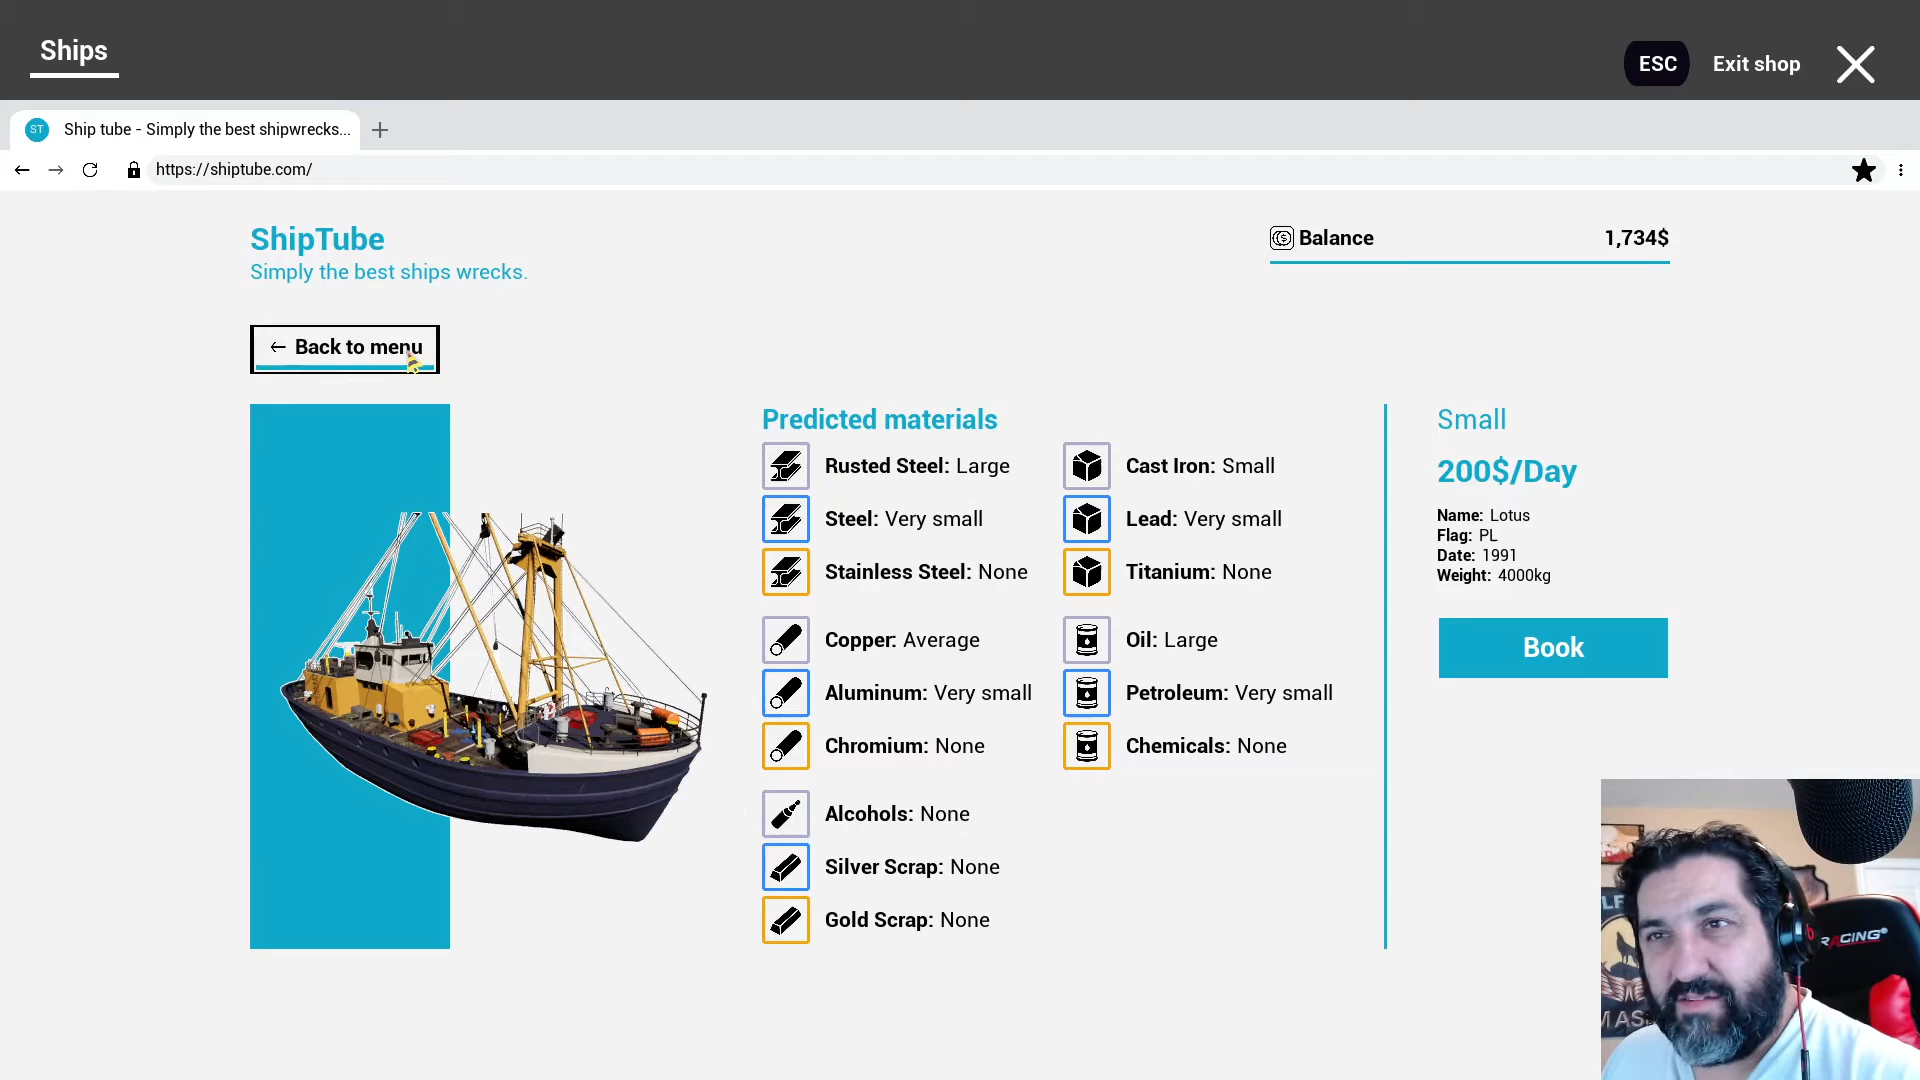 Ships
ESC Exit shop
ST Ship tube - Simply the best shipwrecks...
https://shiptube.com/
ShipTube
Simply the best ships wrecks.
Balance 1,734$
← Back to menu
Predicted materials
Rusted Steel: Large
Steel: Very small
Stainless Steel: None
Copper: Average
Aluminum: Very small
Chromium: None
Alcohols: None
Silver Scrap: None
Gold Scrap: None
Cast Iron: Small
Lead: Very small
Titanium: None
Oil: Large
Petroleum: Very small
Chemicals: None
Small
200$/Day
Name: Lotus
Flag: PL
Date: 1991
Weight: 4000kg
Book
RACING